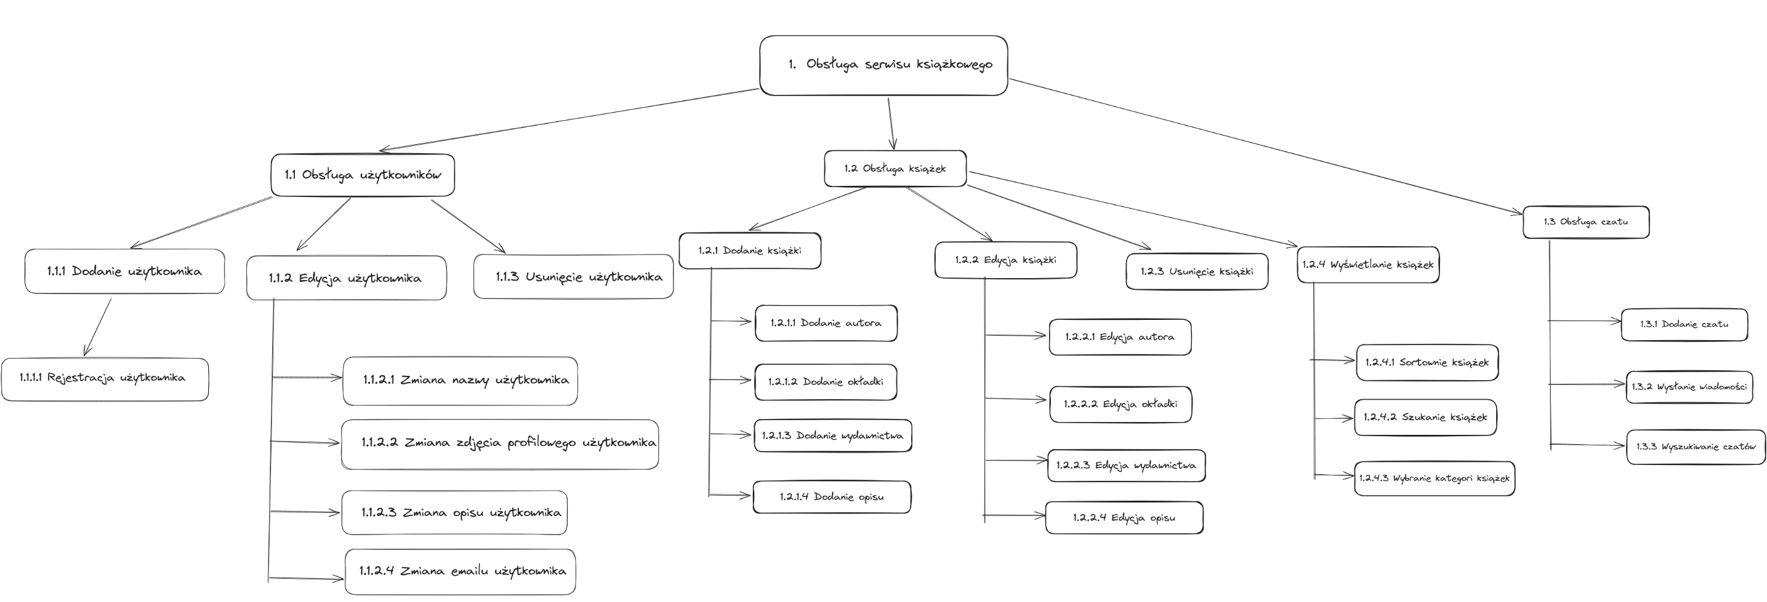 1. Obsługa serwisu książkowego
1.1 Obsługa użytkowników
1.2 Obsługa książek
1.3 Obsługa czatu
1.1.1 Dodanie użytkownika
1.1.2 Edycja użytkownika
1.1.3 Usunięcie użytkownika
1.2.1 Dodanie książki
1.2.2 Edycja książki
1.2.3 Usunięcie książki
1.2.4 Wyświetlanie książek
1.1.1.1 Rejestracja użytkownika
1.1.2.1 Zmiana nazwy użytkownika
1.1.2.2 Zmiana zdjęcia profilowego użytkownika
1.1.2.3 Zmiana opisu użytkownika
1.1.2.4 Zmiana emailu użytkownika
1.2.1.1 Dodanie autora
1.2.1.2 Dodanie okładki
1.2.1.3 Dodanie wydawnictwa
1.2.1.4 Dodanie opisu
1.2.2.1 Edycja autora
1.2.2.2 Edycja okładki
1.2.2.3 Edycja wydawnictwa
1.2.2.4 Edycja opisu
1.2.4.1 Sortownie książek
1.2.4.2 Szukanie książek
1.2.4.3 Wybranie kategori książek
1.3.1 Dodanie czatu
1.3.2 Wysłanie wiadomości
1.3.3 Wyszukiwanie czatów